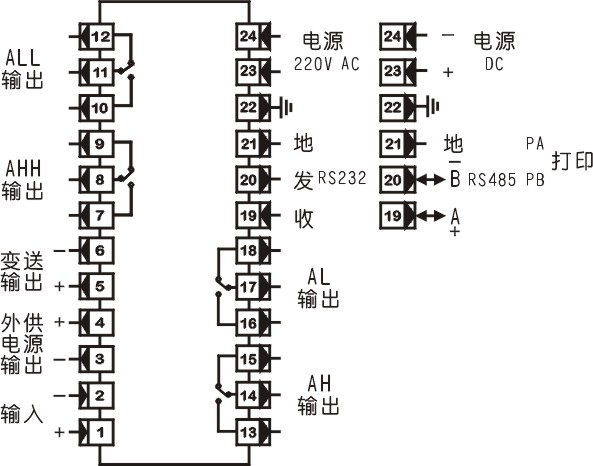 12
ALL
11
输出
10
9
AHH
8
输出
7
变送
− 6
输出
+ 5
外供
+ 4
电源
− 3
输出
− 2
输入
+ 1
24 电源
23 220V AC
22
21 地
20 发 RS232
19 收
18
AL
17
输出
16
15
AH
14
输出
13
24 − 电源
23 + DC
22
21 地 PA
打印
20 B̅ RS485 PB
19 A
+